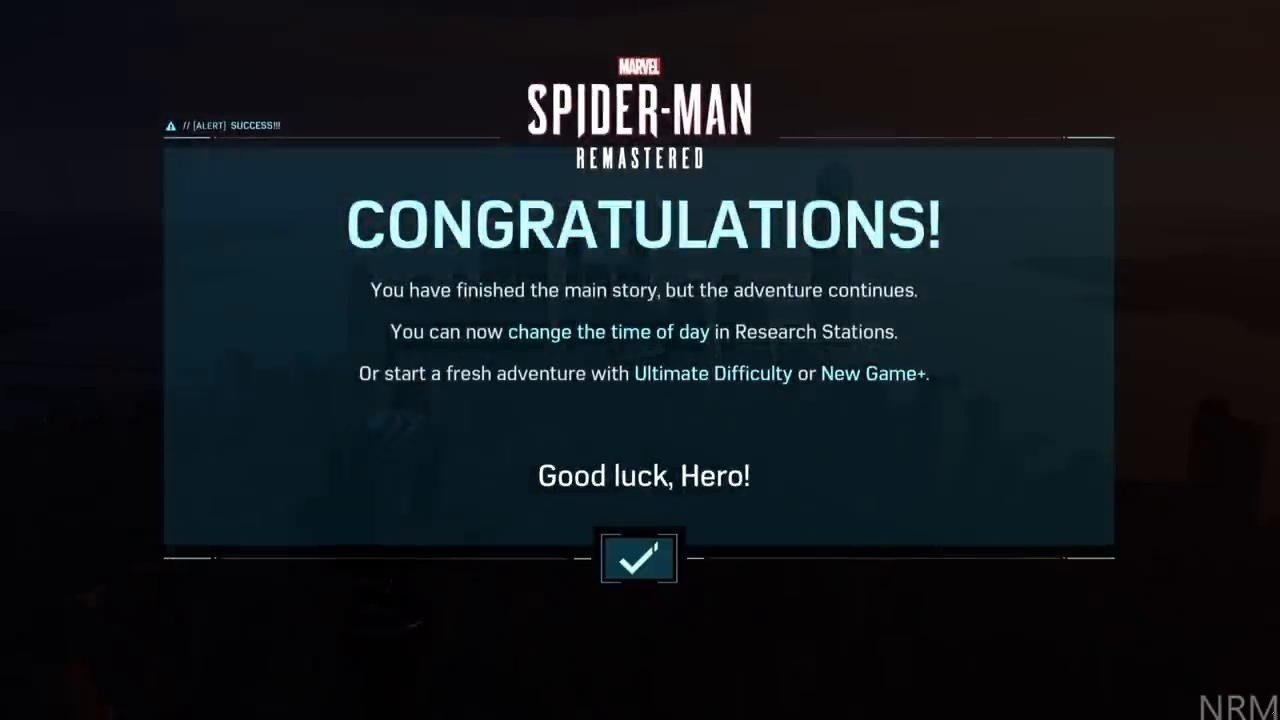 MARVEL
SPIDER-MAN
REMASTERED
// [ALERT] SUCCESS!!!
CONGRATULATIONS!
You have finished the main story, but the adventure continues.
You can now change the time of day in Research Stations.
Or start a fresh adventure with Ultimate Difficulty or New Game+.
Good luck, Hero!
NRM